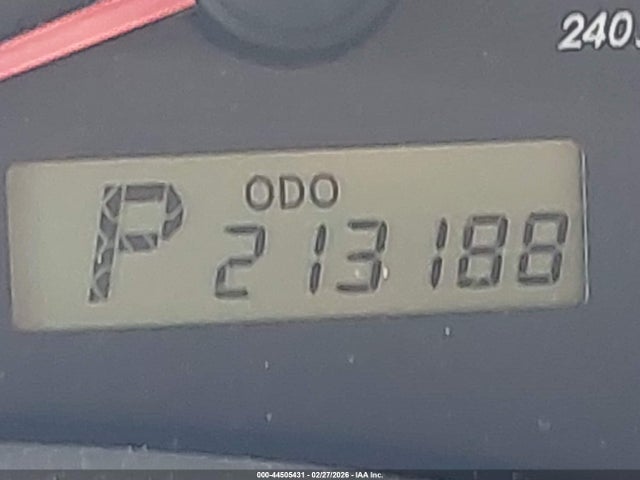 240
ODO
P 213188
000-44505431 - 02/27/2026 - IAA Inc.